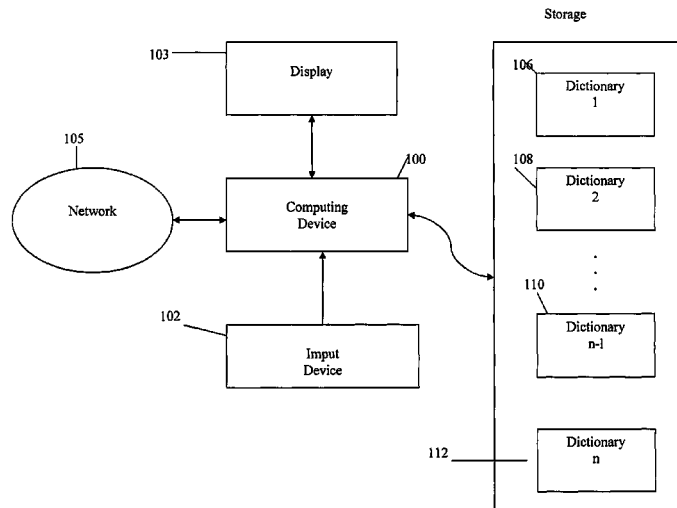 Storage
103
Display
106
Dictionary
1
105
Network
100
Computing
Device
108
Dictionary
2
102
Imput
Device
110
Dictionary
n-1
112
Dictionary
n